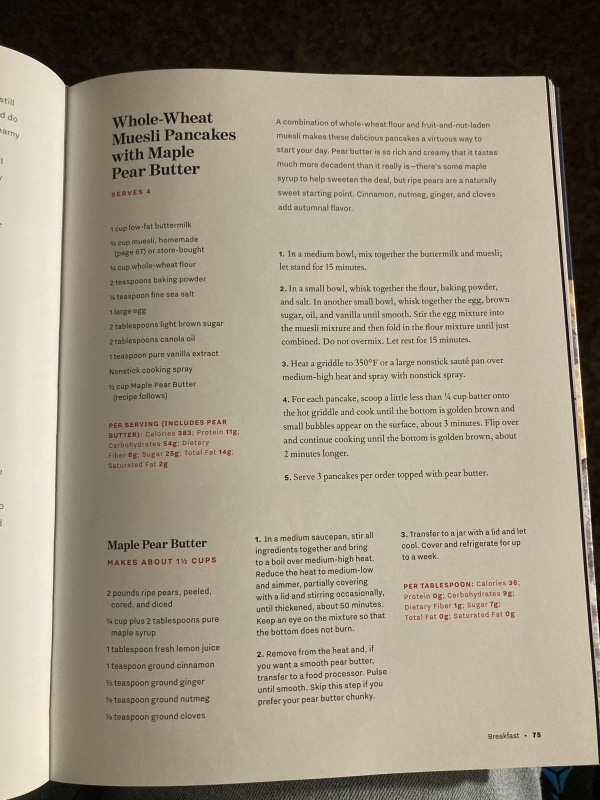 still
d do
eamy
Whole-Wheat
Muesli Pancakes
with Maple
Pear Butter
SERVES 4
1 cup low-fat buttermilk
¾ cup muesli, homemade
(page 67) or store-bought
¾ cup whole-wheat flour
2 teaspoons baking powder
¼ teaspoon fine sea salt
1 large egg
2 tablespoons light brown sugar
2 tablespoons canola oil
1 teaspoon pure vanilla extract
Nonstick cooking spray
½ cup Maple Pear Butter
(recipe follows)
PER SERVING (INCLUDES PEAR
BUTTER): Calories 383; Protein 11g;
Carbohydrates 54g; Dietary
Fiber 6g; Sugar 25g; Total Fat 14g;
Saturated Fat 2g
A combination of whole-wheat flour and fruit-and-nut-laden
muesli makes these delicious pancakes a virtuous way to
start your day. Pear butter is so rich and creamy that it tastes
much more decadent than it really is—there's some maple
syrup to help sweeten the deal, but ripe pears are a naturally
sweet starting point. Cinnamon, nutmeg, ginger, and cloves
add autumnal flavor.
1. In a medium bowl, mix together the buttermilk and muesli;
let stand for 15 minutes.
2. In a small bowl, whisk together the flour, baking powder,
and salt. In another small bowl, whisk together the egg, brown
sugar, oil, and vanilla until smooth. Stir the egg mixture into
the muesli mixture and then fold in the flour mixture until just
combined. Do not overmix. Let rest for 15 minutes.
3. Heat a griddle to 350°F or a large nonstick sauté pan over
medium-high heat and spray with nonstick spray.
4. For each pancake, scoop a little less than ¼ cup batter onto
the hot griddle and cook until the bottom is golden brown and
small bubbles appear on the surface, about 3 minutes. Flip over
and continue cooking until the bottom is golden brown, about
2 minutes longer.
5. Serve 3 pancakes per order topped with pear butter.
Maple Pear Butter
MAKES ABOUT 1½ CUPS
2 pounds ripe pears, peeled,
cored, and diced
¼ cup plus 2 tablespoons pure
maple syrup
1 tablespoon fresh lemon juice
1 teaspoon ground cinnamon
½ teaspoon ground ginger
⅛ teaspoon ground nutmeg
⅛ teaspoon ground cloves
1. In a medium saucepan, stir all
ingredients together and bring
to a boil over medium-high heat.
Reduce the heat to medium-low
and simmer, partially covering
with a lid and stirring occasionally,
until thickened, about 50 minutes.
Keep an eye on the mixture so that
the bottom does not burn.
2. Remove from the heat and, if
you want a smooth pear butter,
transfer to a food processor. Pulse
until smooth. Skip this step if you
prefer your pear butter chunky.
3. Transfer to a jar with a lid and let
cool. Cover and refrigerate for up
to a week.
PER TABLESPOON: Calories 36;
Protein 0g; Carbohydrates 9g;
Dietary Fiber 1g; Sugar 7g;
Total Fat 0g; Saturated Fat 0g
Breakfast • 75